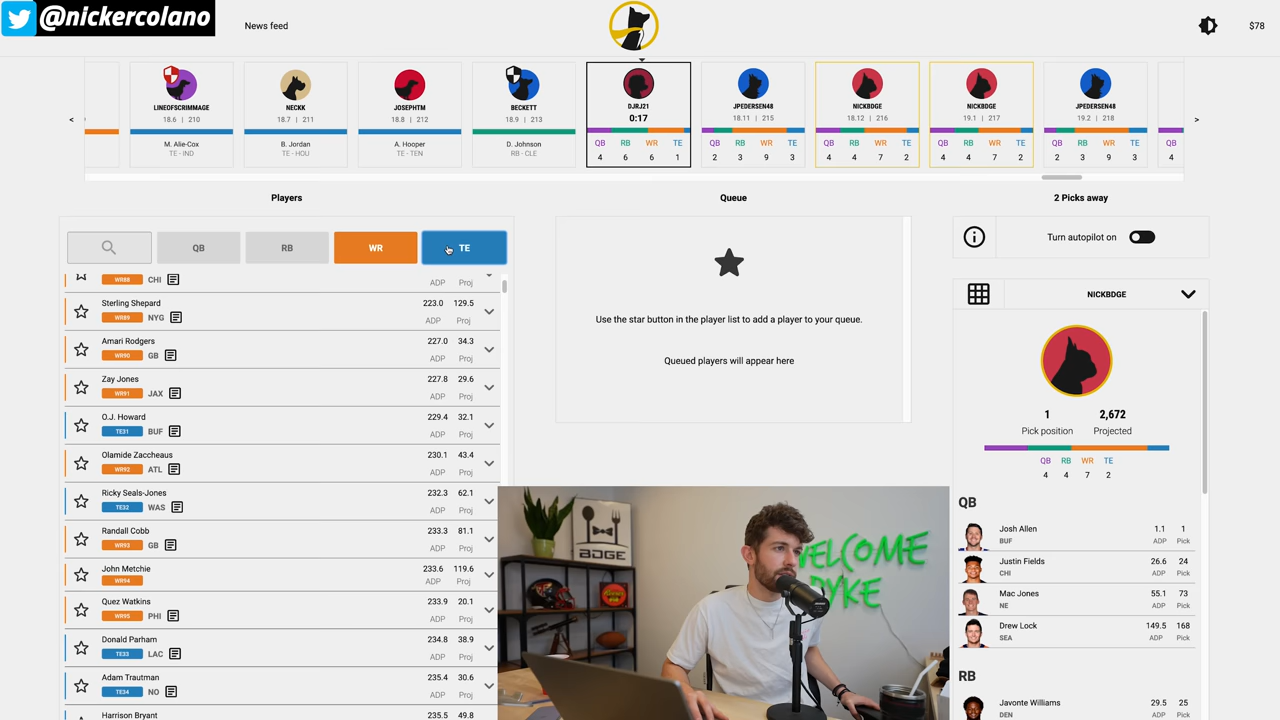 @nickercolano
News feed
$78
LINEOFSCRIMMAGE
18.6 | 210
M. Alie-Cox
TE - IND
NECKK
18.7 | 211
B. Jordan
TE - HOU
JOSEPHTM
18.8 | 212
A. Hooper
TE - TEN
BECKETT
18.9 | 213
D. Johnson
RB - CLE
DJRJ21
0:17
QB RB WR TE
4 6 6 1
JPEDERSEN48
18.11 | 215
QB RB WR TE
2 3 9 3
NICKBDGE
18.12 | 216
QB RB WR TE
4 4 7 2
NICKBDGE
19.1 | 217
QB RB WR TE
4 4 7 2
JPEDERSEN48
19.2 | 218
QB RB WR TE
2 3 9 3
QB
4
<
>
Players
Queue
2 Picks away
QB
RB
WR
TE
WR88 CHI
ADP Proj
Sterling Shepard 223.0 129.5
WR89 NYG ADP Proj
Amari Rodgers 227.0 34.3
WR90 GB ADP Proj
Zay Jones 227.8 29.6
WR91 JAX ADP Proj
O.J. Howard 229.4 32.1
TE31 BUF ADP Proj
Olamide Zaccheaus 230.1 43.4
WR92 ATL ADP Proj
Ricky Seals-Jones 232.3 62.1
TE32 WAS ADP Proj
Randall Cobb 233.3 81.1
WR93 GB ADP Proj
John Metchie 233.6 119.6
WR94 ADP Proj
Quez Watkins 233.9 20.1
WR95 PHI ADP Proj
Donald Parham 234.8 38.9
TE33 LAC ADP Proj
Adam Trautman 235.4 30.6
TE34 NO ADP Proj
Harrison Bryant 235.5 49.8
Use the star button in the player list to add a player to your queue.
Queued players will appear here
Turn autopilot on
NICKBDGE
1 2,672
Pick position Projected
QB RB WR TE
4 4 7 2
QB
Josh Allen 1.1 1
BUF ADP Pick
Justin Fields 26.6 24
CHI ADP Pick
Mac Jones 55.1 73
NE ADP Pick
Drew Lock 149.5 168
SEA ADP Pick
RB
Javonte Williams 29.5 25
DEN ADP Pick
BDGE
WELCOME
DYKE